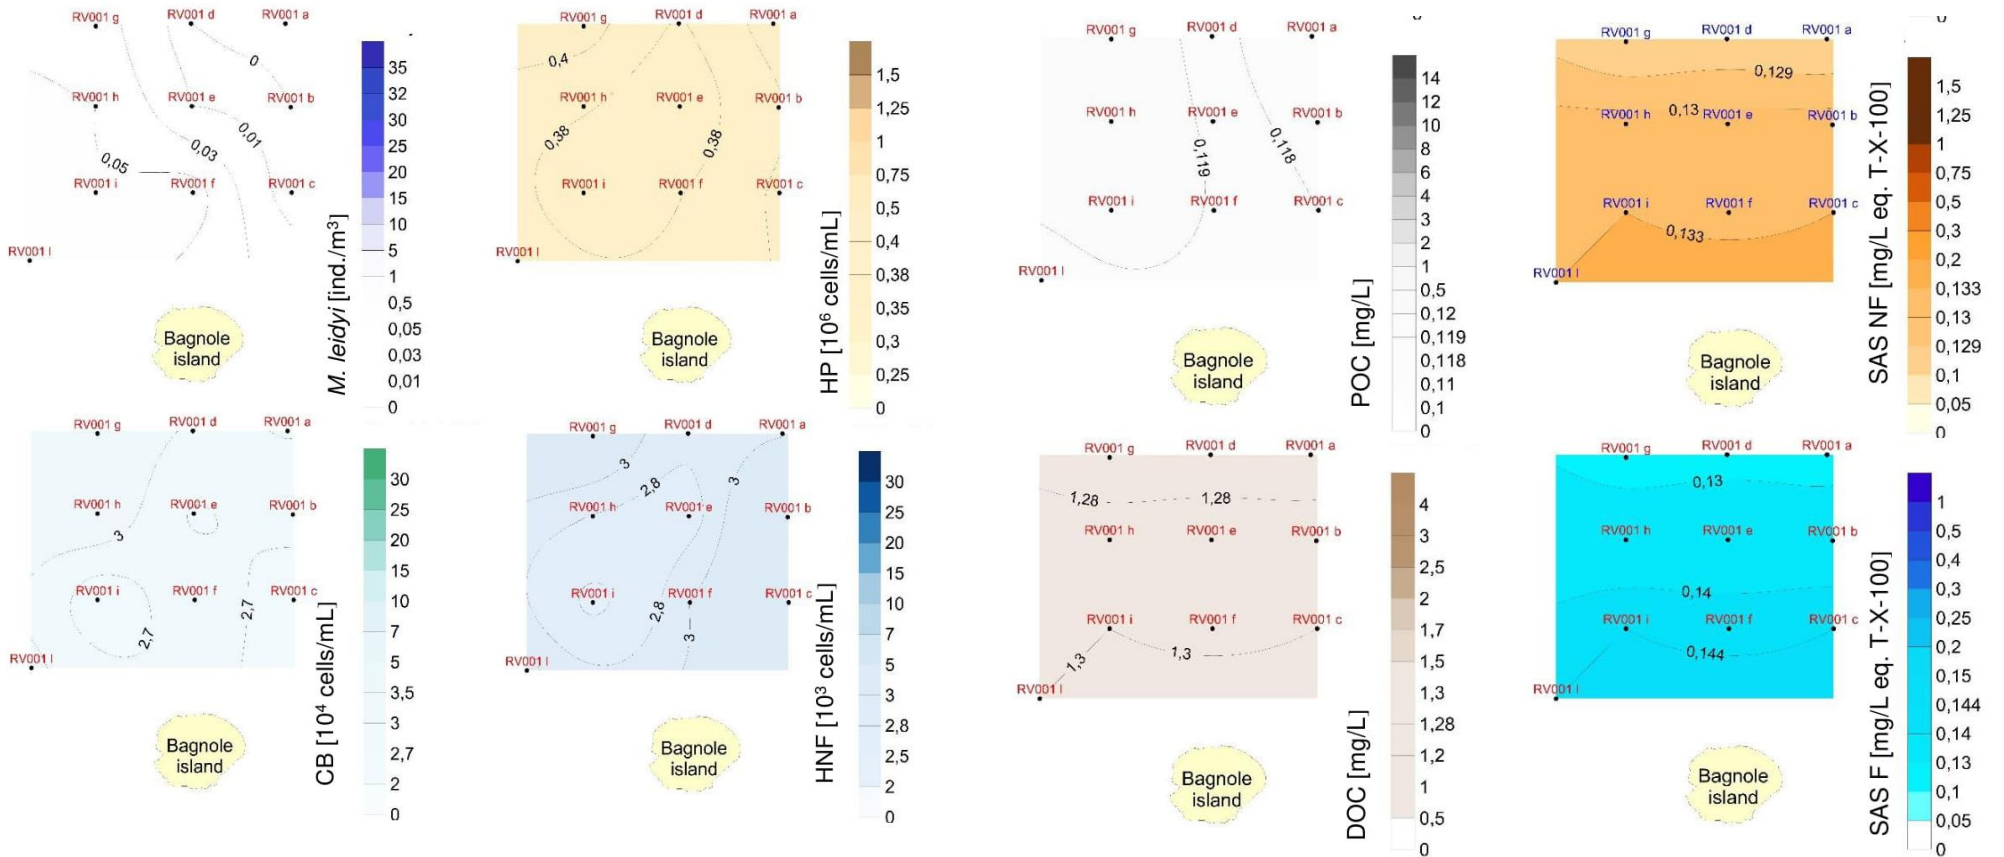 RV001 g
RV001 d
RV001 a
0
RV001 h
RV001 e
RV001 b
0,01
0,03
0,05
RV001 i
RV001 f
RV001 c
RV001 l
Bagnole
island
M. leidyi [ind./m³]
35
32
30
25
20
15
10
5
1
0,5
0,05
0,03
0,01
0
RV001 g
RV001 d
RV001 a
0,4
RV001 h
RV001 e
RV001 b
0,38
0,38
RV001 i
RV001 f
RV001 c
RV001 l
Bagnole
island
HP [10⁶ cells/mL]
1,5
1,25
1
0,75
0,5
0,4
0,38
0,35
0,3
0,25
0
RV001 g
RV001 d
RV001 a
RV001 h
RV001 e
RV001 b
0,119
0,118
RV001 i
RV001 f
RV001 c
RV001 l
Bagnole
island
POC [mg/L]
14
12
10
8
6
4
3
2
1
0,5
0,12
0,119
0,118
0,11
0,1
0
RV001 g
RV001 d
RV001 a
0,129
0,13
RV001 h
RV001 e
RV001 b
RV001 i
RV001 f
RV001 c
0,133
RV001 l
Bagnole
island
SAS NF [mg/L eq. T-X-100]
0
1,5
1,25
1
0,75
0,5
0,3
0,2
0,133
0,13
0,129
0,1
0,05
0
RV001 g
RV001 d
RV001 a
RV001 h
RV001 e
RV001 b
3
RV001 i
RV001 f
RV001 c
2,7
2,7
RV001 l
Bagnole
island
CB [10⁴ cells/mL]
30
25
20
15
10
7
5
3,5
3
2,7
2
0
RV001 g
RV001 d
RV001 a
3
2,8
3
RV001 h
RV001 e
RV001 b
RV001 i
RV001 f
RV001 c
2,8
3
RV001 l
Bagnole
island
HNF [10³ cells/mL]
30
25
20
15
10
7
5
3
2,8
2,5
2
0
RV001 g
RV001 d
RV001 a
1,28
1,28
RV001 h
RV001 e
RV001 b
RV001 i
RV001 f
RV001 c
1,3
1,3
RV001 l
Bagnole
island
DOC [mg/L]
4
3
2,5
2
1,7
1,5
1,3
1,28
1,2
1
0,5
0
RV001 g
RV001 d
RV001 a
0,13
RV001 h
RV001 e
RV001 b
0,14
RV001 i
RV001 f
RV001 c
0,144
RV001 l
Bagnole
island
SAS F [mg/L eq. T-X-100]
1
0,5
0,4
0,3
0,25
0,2
0,15
0,144
0,14
0,13
0,1
0,05
0